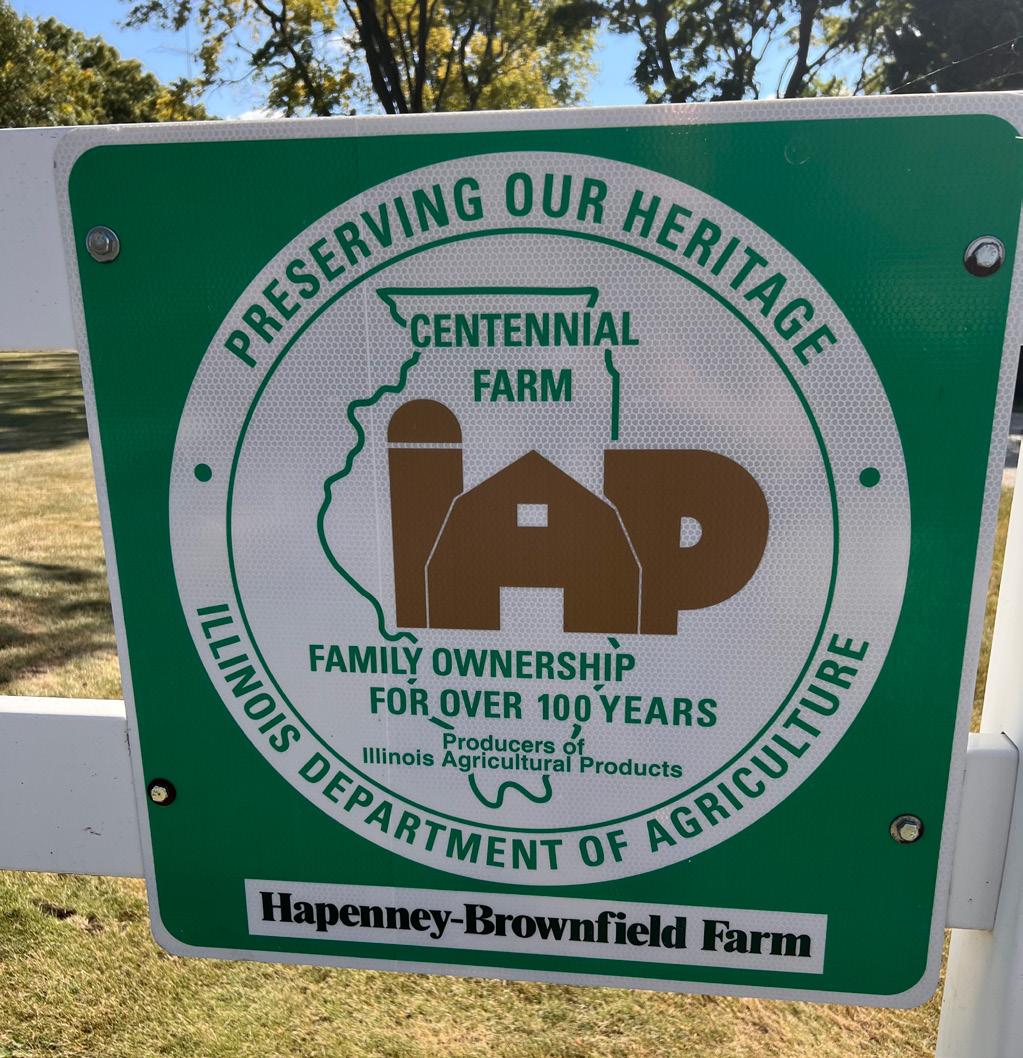 PRESERVING OUR HERITAGE
CENTENNIAL
FARM
IAP
FAMILY OWNERSHIP
FOR OVER 100 YEARS
Producers of
Illinois Agricultural Products
ILLINOIS DEPARTMENT OF AGRICULTURE
Hapenney-Brownfield Farm